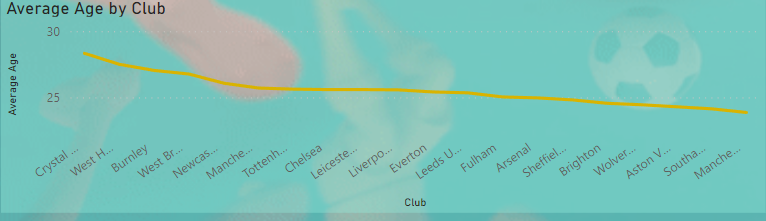 Average Age by Club
30
25
Average Age
Crystal ...
West H...
Burnley
West Br...
Newcas...
Manche...
Tottenh...
Chelsea
Leiceste...
Liverpo...
Everton
Leeds U...
Fulham
Arsenal
Sheffiel...
Brighton
Wolver...
Aston V...
Southa...
Manche...
Club